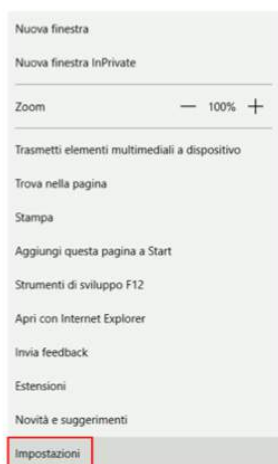 Nuova finestra
Nuova finestra InPrivate
Zoom — 100% +
Trasmetti elementi multimediali a dispositivo
Trova nella pagina
Stampa
Aggiungi questa pagina a Start
Strumenti di sviluppo F12
Apri con Internet Explorer
Invia feedback
Estensioni
Novità e suggerimenti
Impostazioni